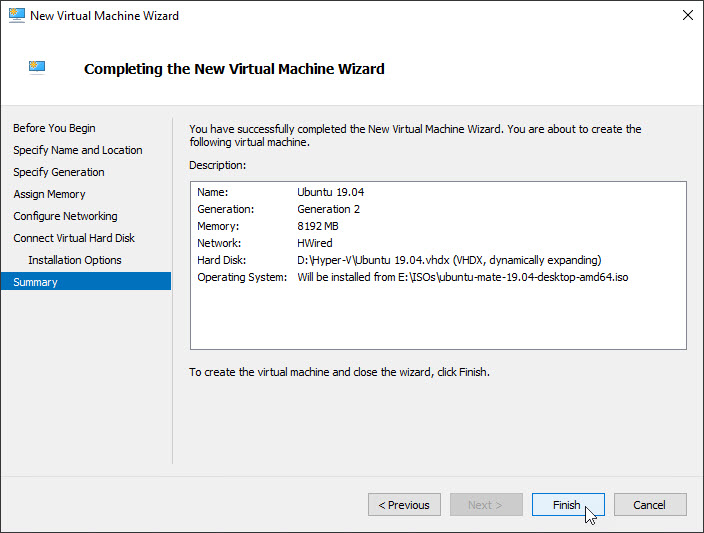 New Virtual Machine Wizard
Completing the New Virtual Machine Wizard
Before You Begin
Specify Name and Location
Specify Generation
Assign Memory
Configure Networking
Connect Virtual Hard Disk
Installation Options
Summary
You have successfully completed the New Virtual Machine Wizard. You are about to create the
following virtual machine.
Description:
Name: Ubuntu 19.04
Generation: Generation 2
Memory: 8192 MB
Network: HWired
Hard Disk: D:\Hyper-V\Ubuntu 19.04.vhdx (VHDX, dynamically expanding)
Operating System: Will be installed from E:\ISOs\ubuntu-mate-19.04-desktop-amd64.iso
To create the virtual machine and close the wizard, click Finish.
< Previous Next > Finish Cancel